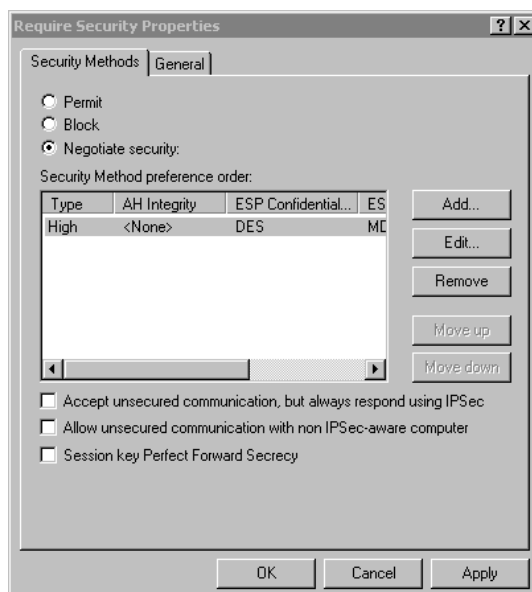 Require Security Properties
Security Methods General
Permit
Block
Negotiate security:
Security Method preference order:
Type AH Integrity ESP Confidential... ES
High <None> DES MD
Add...
Edit...
Remove
Move up
Move down
Accept unsecured communication, but always respond using IPSec
Allow unsecured communication with non IPSec-aware computer
Session key Perfect Forward Secrecy
OK Cancel Apply